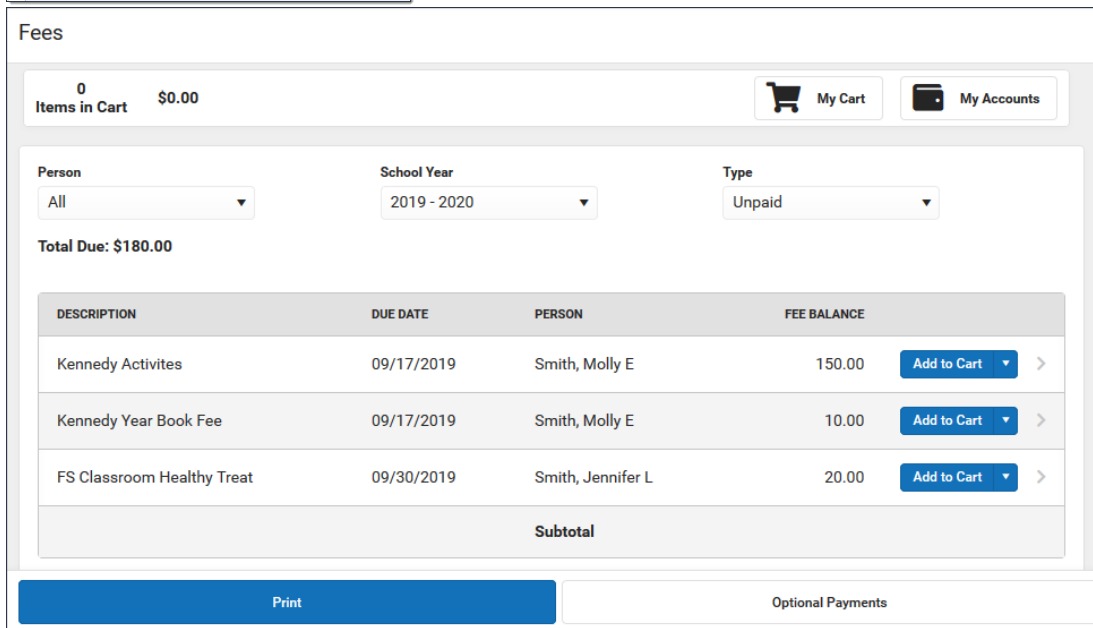 Fees
0
Items in Cart
$0.00
My Cart
My Accounts
Person
School Year
Type
All
2019 - 2020
Unpaid
Total Due: $180.00
DESCRIPTION DUE DATE PERSON FEE BALANCE
Kennedy Activites 09/17/2019 Smith, Molly E 150.00 Add to Cart
Kennedy Year Book Fee 09/17/2019 Smith, Molly E 10.00 Add to Cart
FS Classroom Healthy Treat 09/30/2019 Smith, Jennifer L 20.00 Add to Cart
Subtotal
Print
Optional Payments